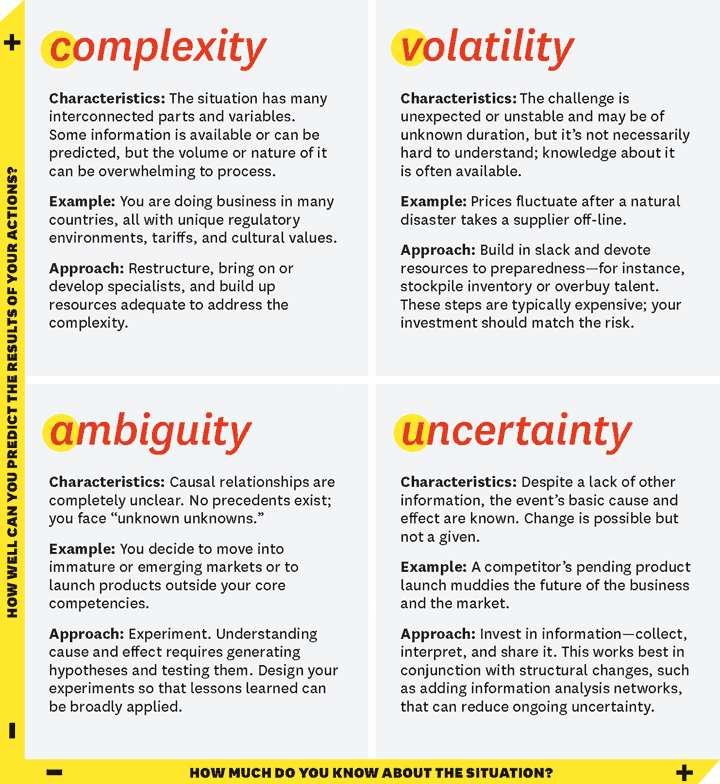 +
complexity
Characteristics: The situation has many
interconnected parts and variables.
Some information is available or can be
predicted, but the volume or nature of it
can be overwhelming to process.
Example: You are doing business in many
countries, all with unique regulatory
environments, tariffs, and cultural values.
Approach: Restructure, bring on or
develop specialists, and build up
resources adequate to address the
complexity.
volatility
Characteristics: The challenge is
unexpected or unstable and may be of
unknown duration, but it’s not necessarily
hard to understand; knowledge about it
is often available.
Example: Prices fluctuate after a natural
disaster takes a supplier off-line.
Approach: Build in slack and devote
resources to preparedness—for instance,
stockpile inventory or overbuy talent.
These steps are typically expensive; your
investment should match the risk.
HOW WELL CAN YOU PREDICT THE RESULTS OF YOUR ACTIONS?
ambiguity
Characteristics: Causal relationships are
completely unclear. No precedents exist;
you face “unknown unknowns.”
Example: You decide to move into
immature or emerging markets or to
launch products outside your core
competencies.
Approach: Experiment. Understanding
cause and effect requires generating
hypotheses and testing them. Design your
experiments so that lessons learned can
be broadly applied.
uncertainty
Characteristics: Despite a lack of other
information, the event’s basic cause and
effect are known. Change is possible but
not a given.
Example: A competitor’s pending product
launch muddies the future of the business
and the market.
Approach: Invest in information—collect,
interpret, and share it. This works best in
conjunction with structural changes, such
as adding information analysis networks,
that can reduce ongoing uncertainty.
–
– HOW MUCH DO YOU KNOW ABOUT THE SITUATION? +